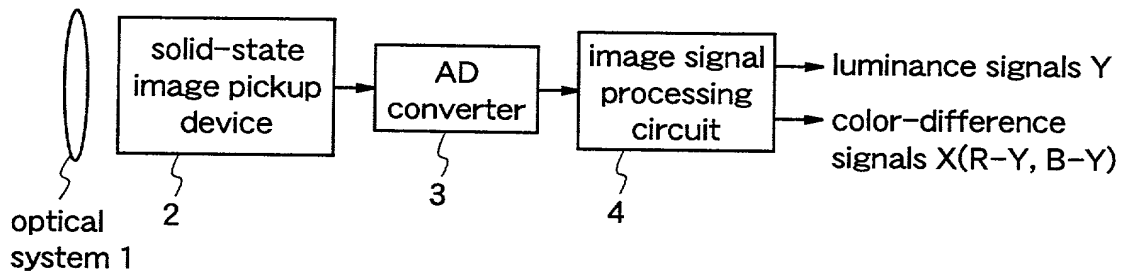 solid-state
image pickup
device
AD
converter
image signal
processing
circuit
luminance signals Y
color-difference
signals X(R-Y, B-Y)
2
3
4
optical
system 1